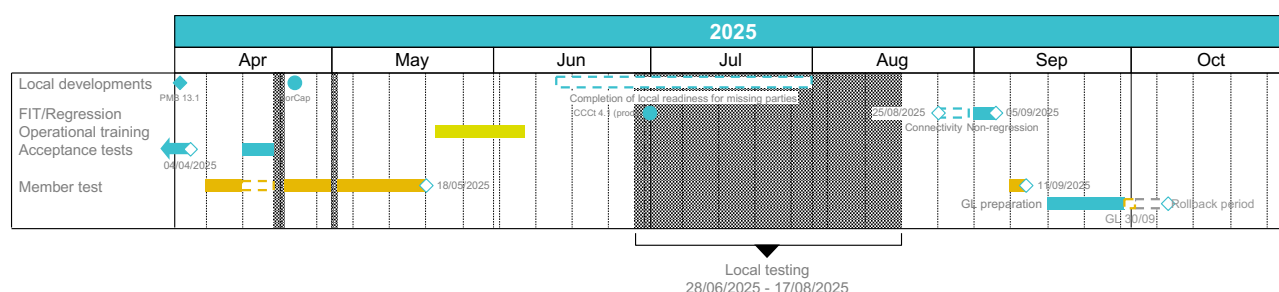 2025
Apr May Jun Jul Aug Sep Oct
Local developments
PMB 13.1
Completion of local readiness for missing parties
FIT/Regression
CCCt 4.1
25/08/2025
05/09/2025
Connectivity Non-regression
Operational training
Acceptance tests
04/04/2025
Member test
18/05/2025
11/09/2025
GL preparation
Rollback period
GL 30/09
Local testing
28/06/2025 - 17/08/2025